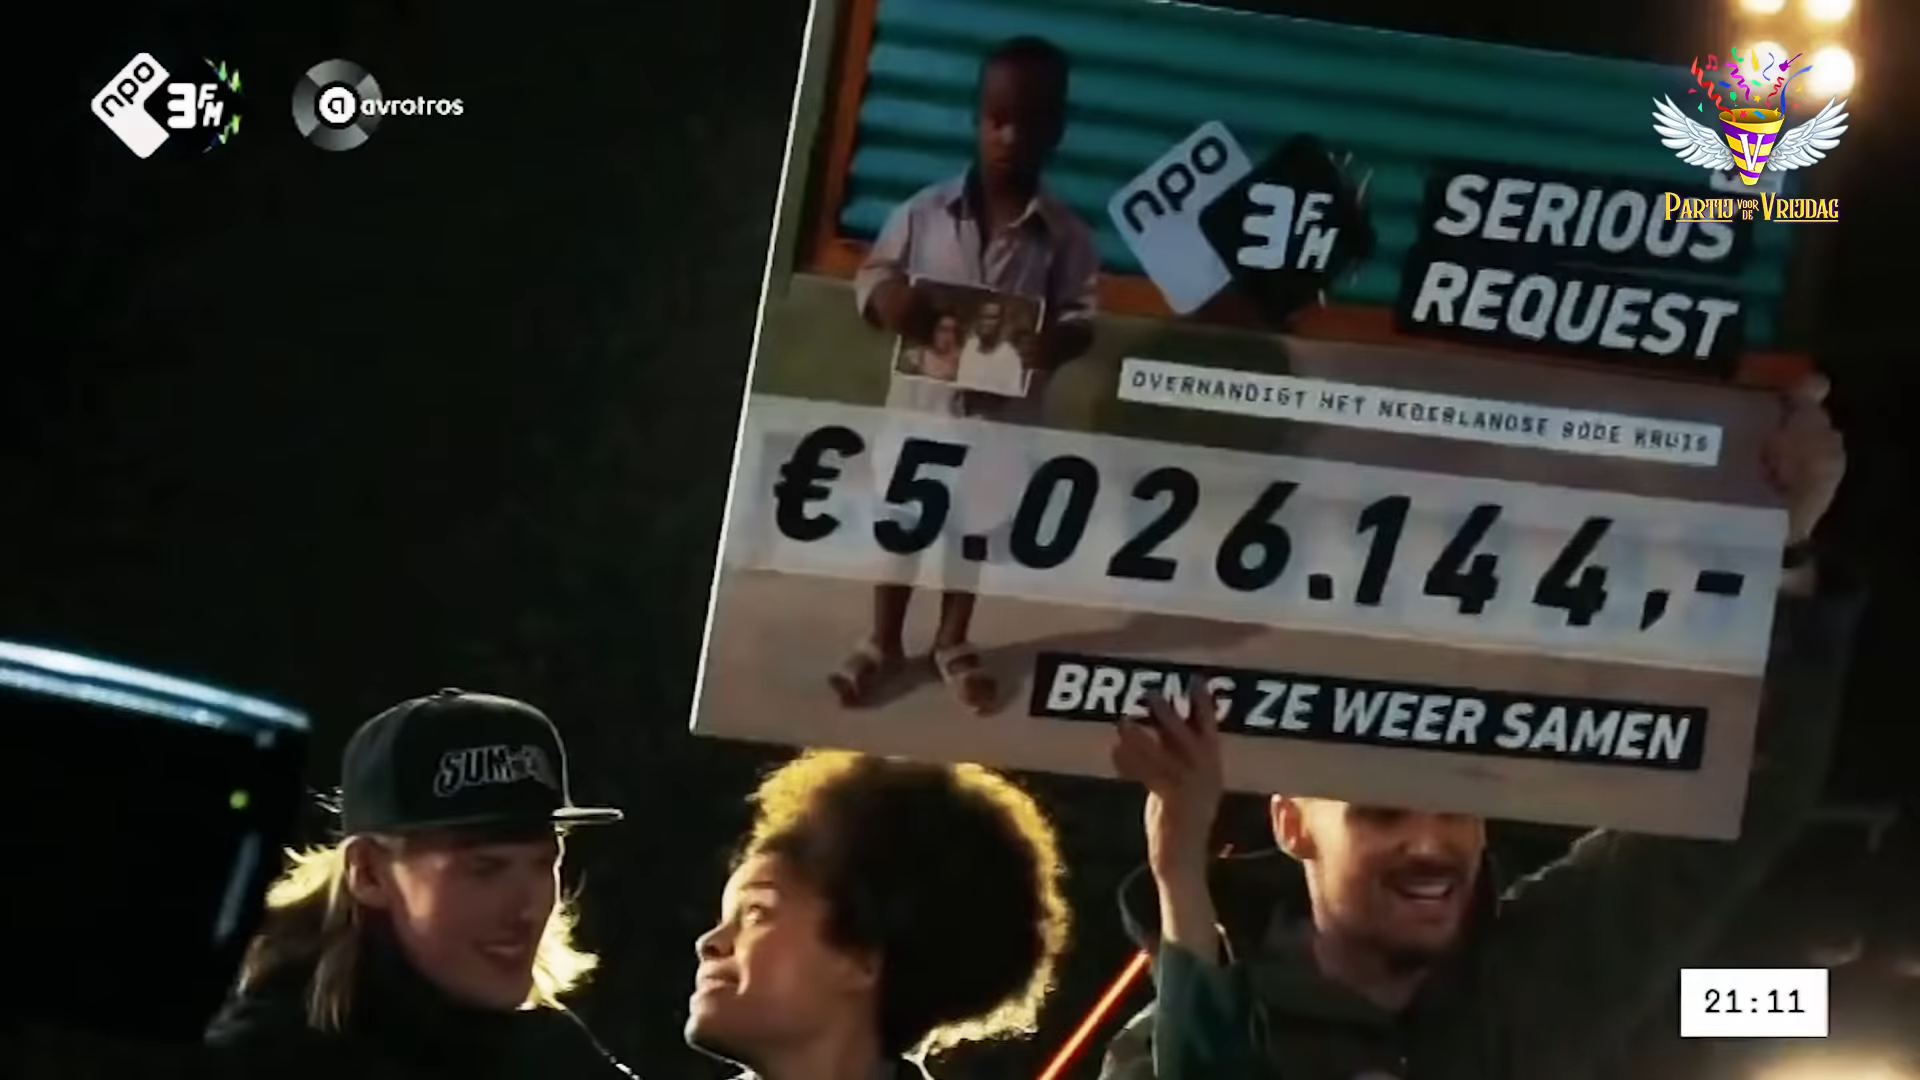 npo
3FM
avrotros
PARTIJ VOOR DE VRIJDAG
V
npo
3FM
SERIOUS
REQUEST
OVERHANDIGT HET NEDERLANDSE RODE KRUIS
€5.026.144,-
BRENG ZE WEER SAMEN
21:11